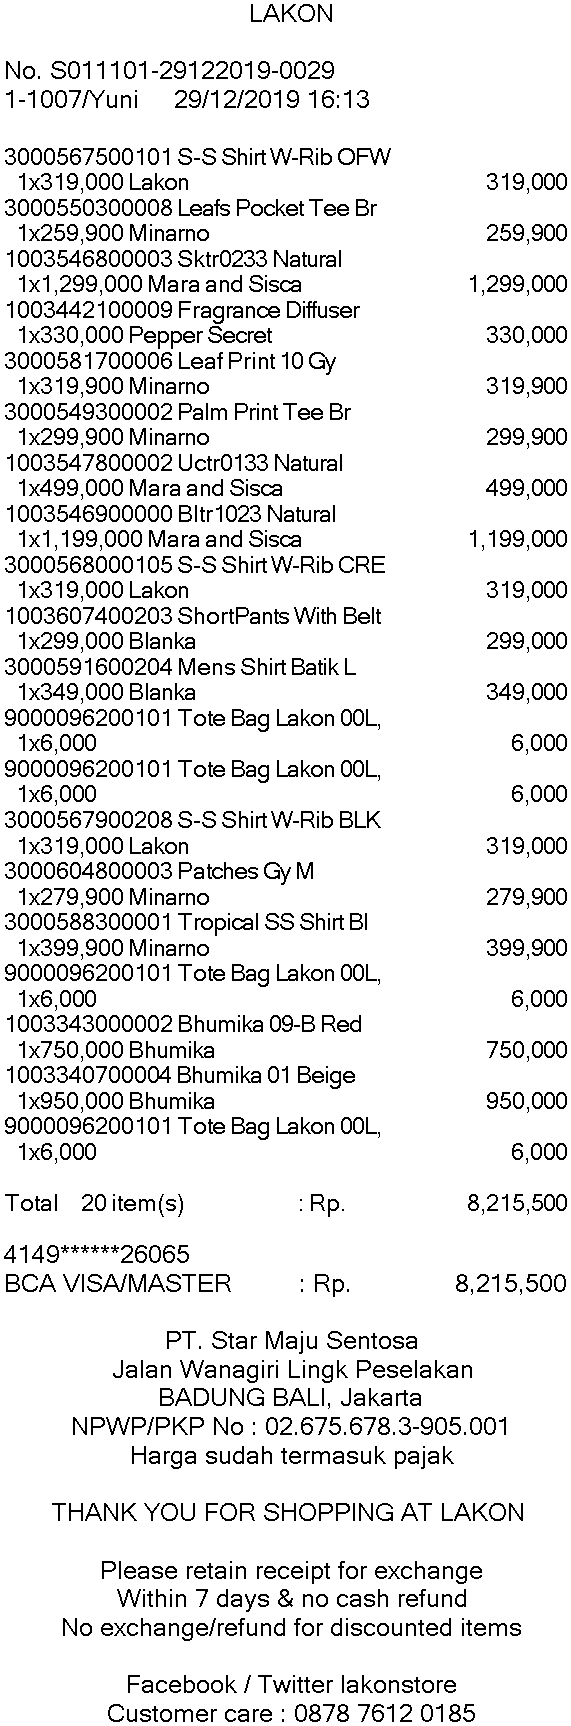 LAKON
No. S011101-29122019-0029
1-1007/Yuni 29/12/2019 16:13
3000567500101 S-S Shirt W-Rib OFW
1x319,000 Lakon 319,000
3000550300008 Leafs Pocket Tee Br
1x259,900 Minarno 259,900
1003546800003 Sktr0233 Natural
1x1,299,000 Mara and Sisca 1,299,000
1003442100009 Fragrance Diffuser
1x330,000 Pepper Secret 330,000
3000581700006 Leaf Print 10 Gy
1x319,900 Minarno 319,900
3000549300002 Palm Print Tee Br
1x299,900 Minarno 299,900
1003547800002 Uctr0133 Natural
1x499,000 Mara and Sisca 499,000
1003546900000 Bltr1023 Natural
1x1,199,000 Mara and Sisca 1,199,000
3000568000105 S-S Shirt W-Rib CRE
1x319,000 Lakon 319,000
1003607400203 ShortPants With Belt
1x299,000 Blanka 299,000
3000591600204 Mens Shirt Batik L
1x349,000 Blanka 349,000
9000096200101 Tote Bag Lakon 00L,
1x6,000 6,000
9000096200101 Tote Bag Lakon 00L,
1x6,000 6,000
3000567900208 S-S Shirt W-Rib BLK
1x319,000 Lakon 319,000
3000604800003 Patches Gy M
1x279,900 Minarno 279,900
3000588300001 Tropical SS Shirt Bl
1x399,900 Minarno 399,900
9000096200101 Tote Bag Lakon 00L,
1x6,000 6,000
1003343000002 Bhumika 09-B Red
1x750,000 Bhumika 750,000
1003340700004 Bhumika 01 Beige
1x950,000 Bhumika 950,000
9000096200101 Tote Bag Lakon 00L,
1x6,000 6,000
Total 20 item(s) : Rp. 8,215,500
4149******26065
BCA VISA/MASTER : Rp. 8,215,500
PT. Star Maju Sentosa
Jalan Wanagiri Lingk Peselakan
BADUNG BALI, Jakarta
NPWP/PKP No : 02.675.678.3-905.001
Harga sudah termasuk pajak
THANK YOU FOR SHOPPING AT LAKON
Please retain receipt for exchange
Within 7 days & no cash refund
No exchange/refund for discounted items
Facebook / Twitter lakonstore
Customer care : 0878 7612 0185